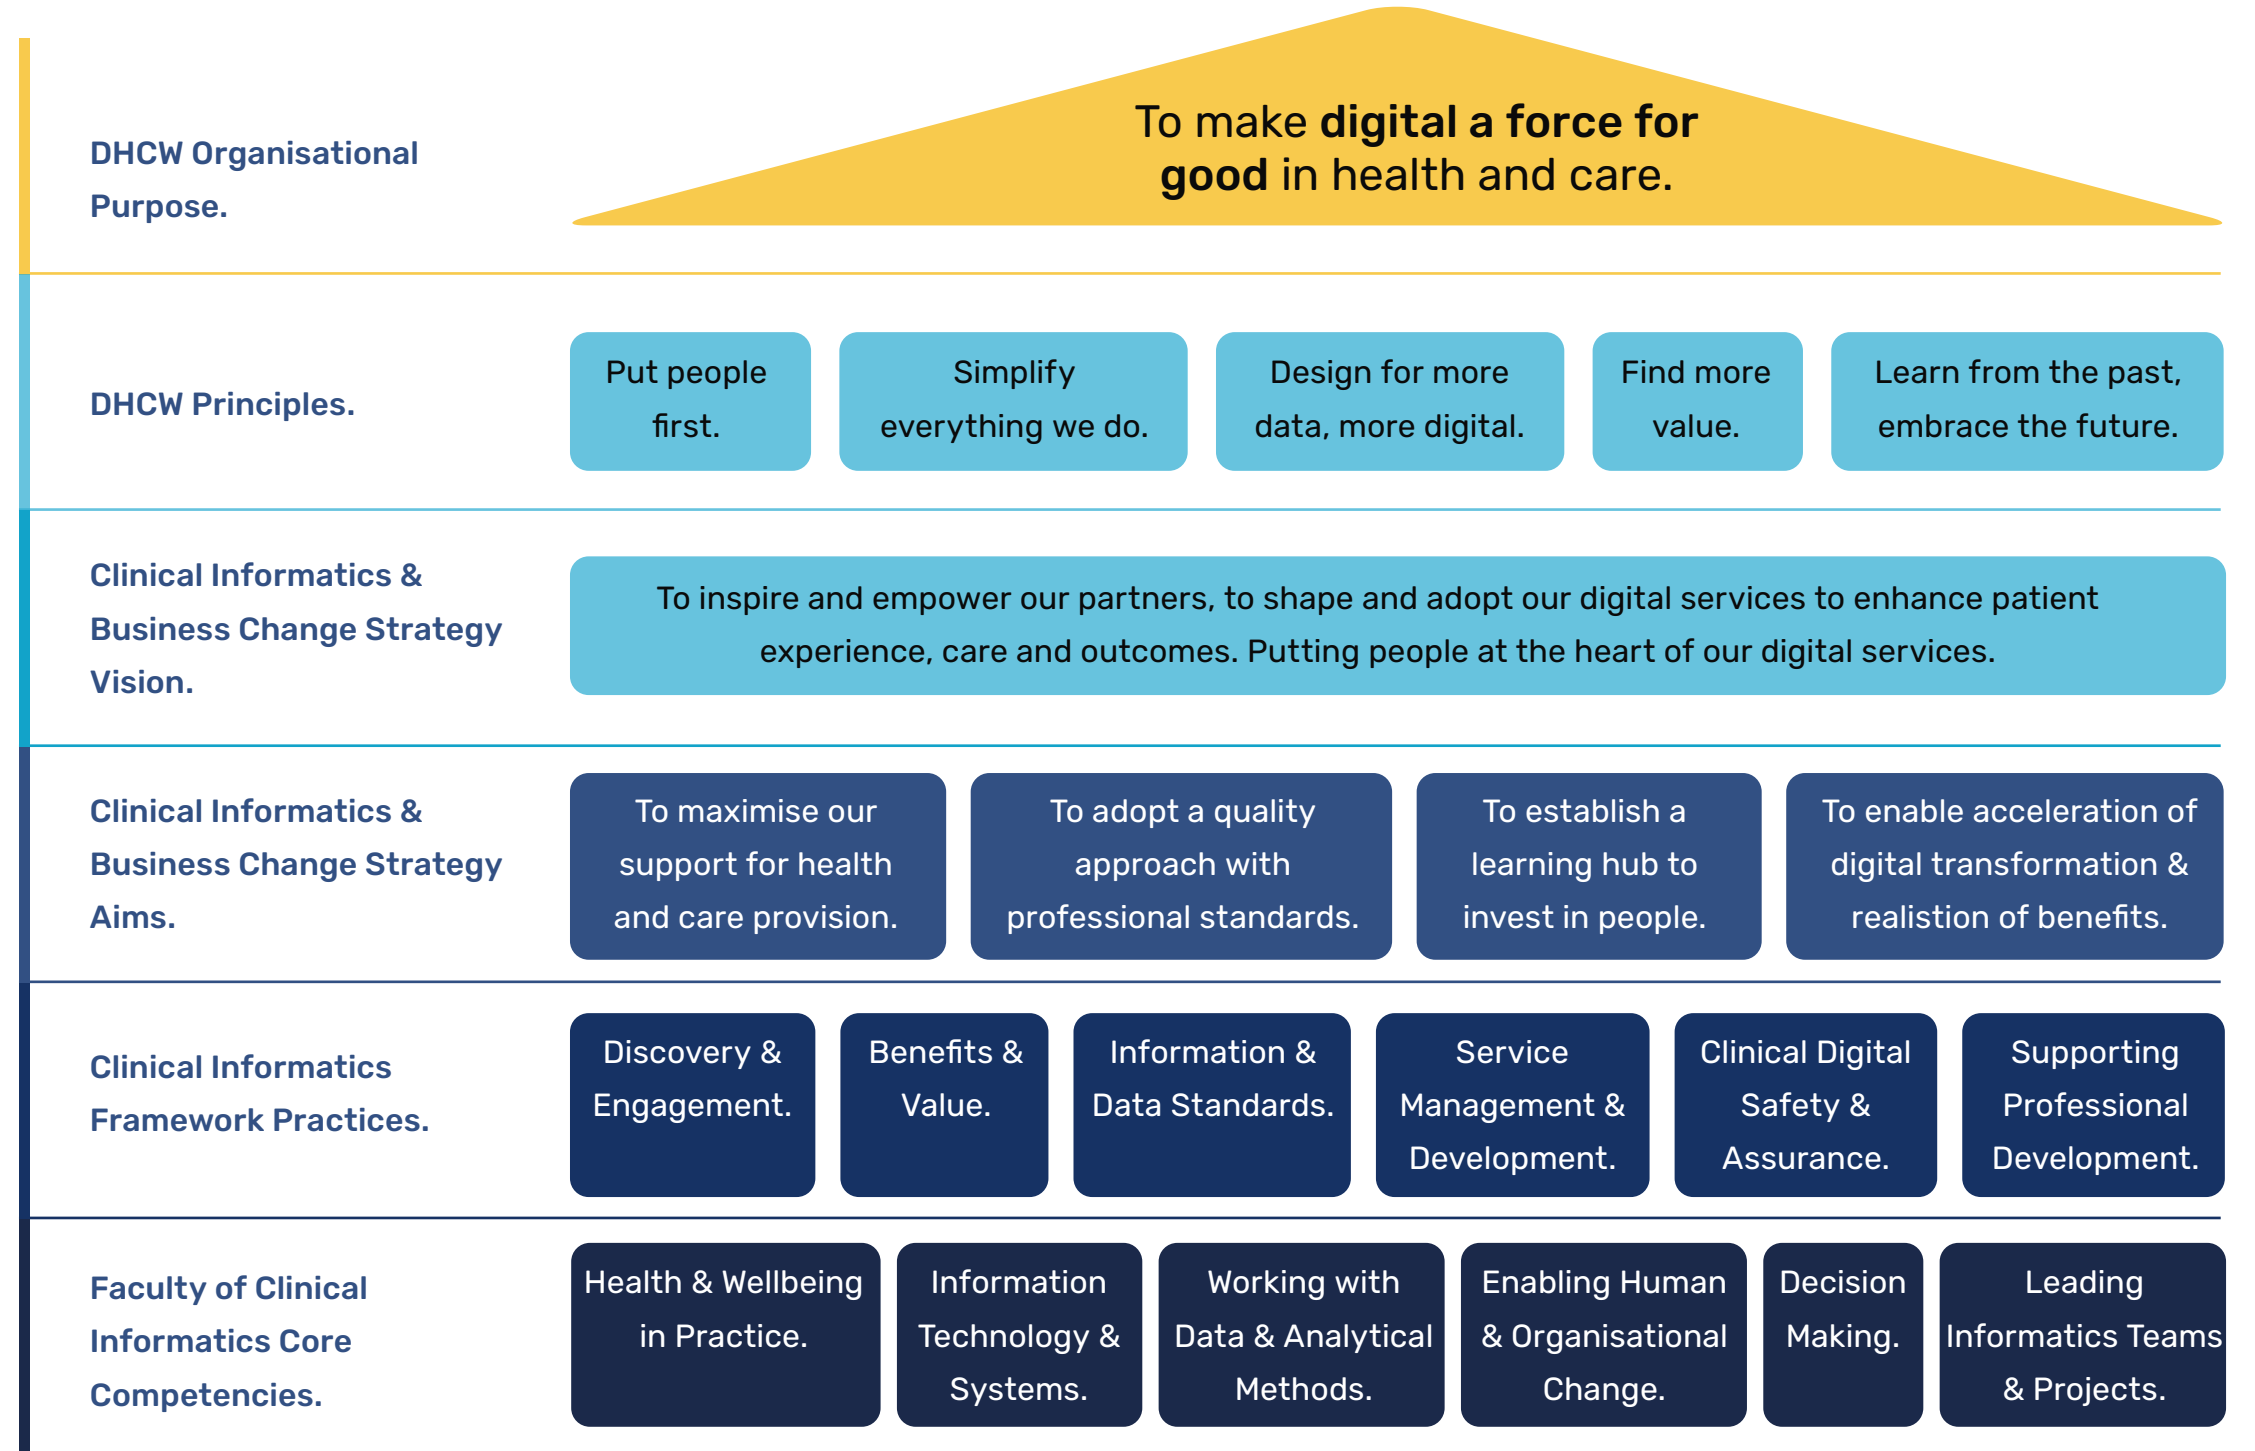 DHCW Organisational
Purpose.
To make digital a force for
good in health and care.
DHCW Principles.
Put people
first.
Simplify
everything we do.
Design for more
data, more digital.
Find more
value.
Learn from the past,
embrace the future.
Clinical Informatics &
Business Change Strategy
Vision.
To inspire and empower our partners, to shape and adopt our digital services to enhance patient
experience, care and outcomes. Putting people at the heart of our digital services.
Clinical Informatics &
Business Change Strategy
Aims.
To maximise our
support for health
and care provision.
To adopt a quality
approach with
professional standards.
To establish a
learning hub to
invest in people.
To enable acceleration of
digital transformation &
realistion of benefits.
Clinical Informatics
Framework Practices.
Discovery &
Engagement.
Benefits &
Value.
Information &
Data Standards.
Service
Management &
Development.
Clinical Digital
Safety &
Assurance.
Supporting
Professional
Development.
Faculty of Clinical
Informatics Core
Competencies.
Health & Wellbeing
in Practice.
Information
Technology &
Systems.
Working with
Data & Analytical
Methods.
Enabling Human
& Organisational
Change.
Decision
Making.
Leading
Informatics Teams
& Projects.